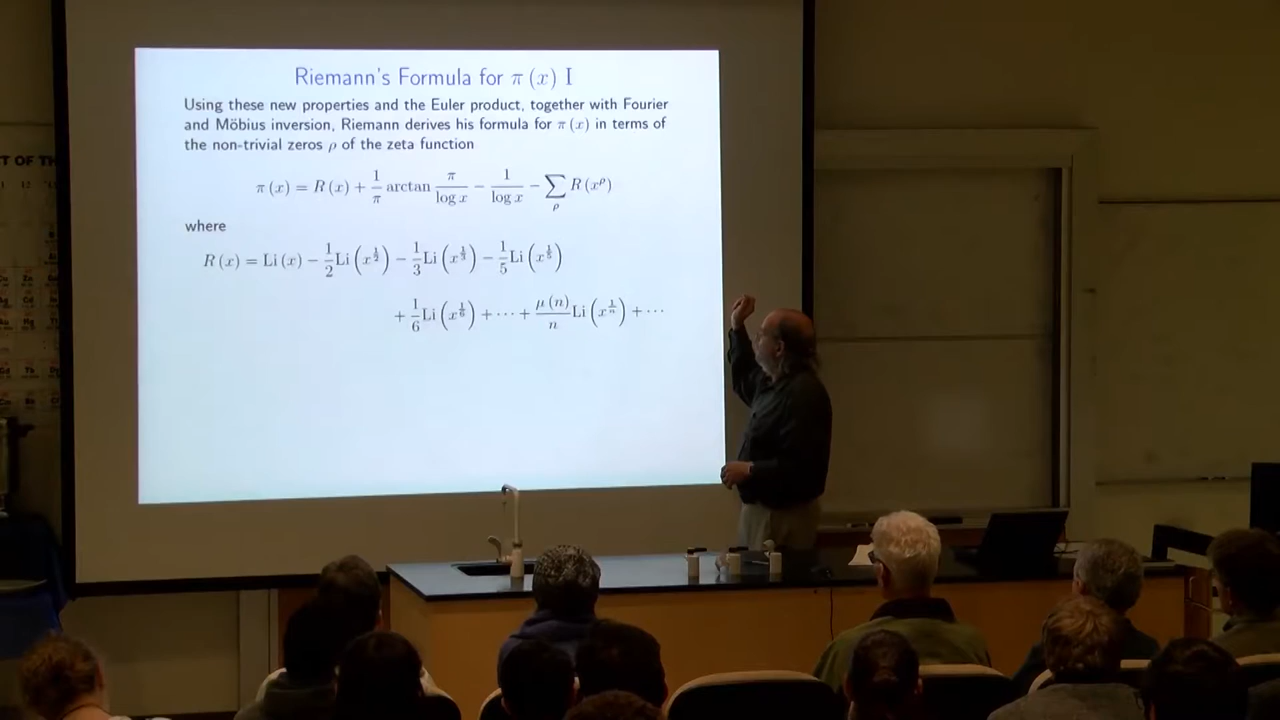 Riemann's Formula for π (x) I
Using these new properties and the Euler product, together with Fourier
and Möbius inversion, Riemann derives his formula for π (x) in terms of
the non-trivial zeros ρ of the zeta function
π (x) = R (x) + 1/π arctan π/log x − 1/log x − ∑_ρ R (x^ρ)
where
R (x) = Li (x) − 1/2 Li (x^{1/2}) − 1/3 Li (x^{1/3}) − 1/5 Li (x^{1/5})
+ 1/6 Li (x^{1/6}) + ⋯ + μ (n)/n Li (x^{1/n}) + ⋯
T OF TH